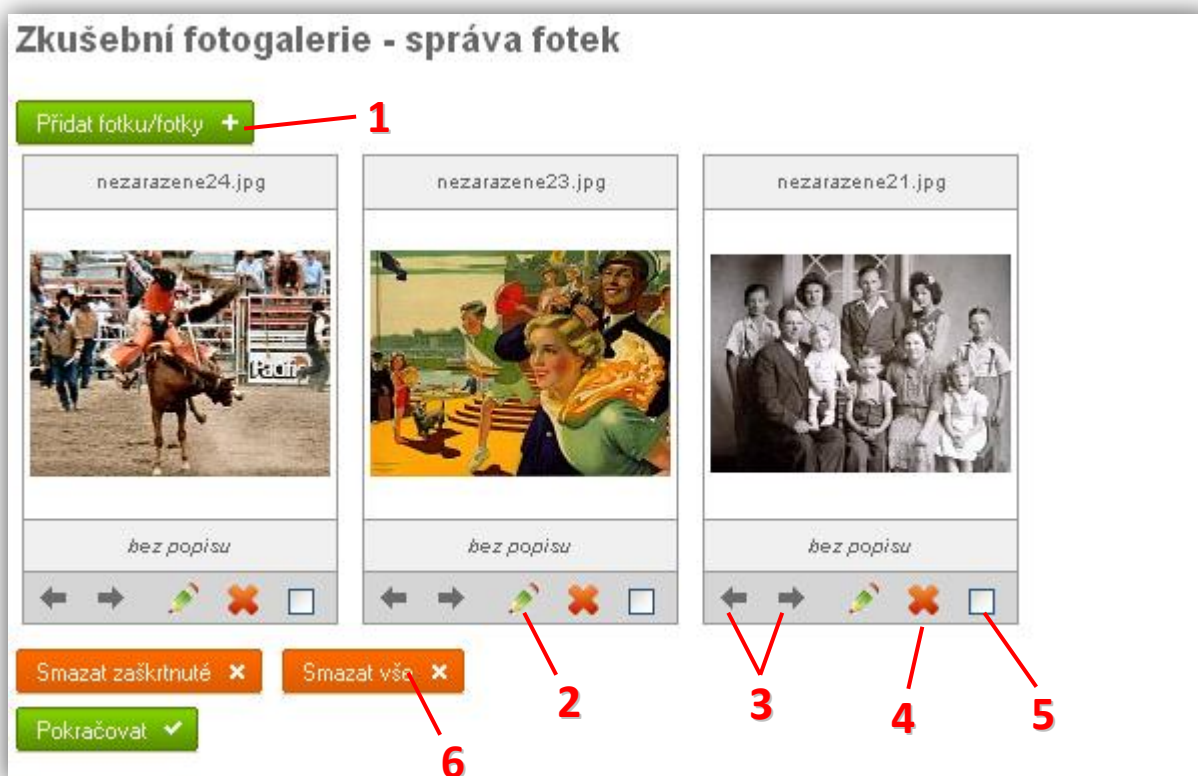 Zkušební fotogalerie - správa fotek
Přidat fotku/fotky +
1
nezarazene24.jpg
nezarazene23.jpg
nezarazene21.jpg
Pacific
bez popisu
bez popisu
bez popisu
Smazat zaškrtnuté ×
Smazat vše ×
2
3
4
5
Pokračovat
6